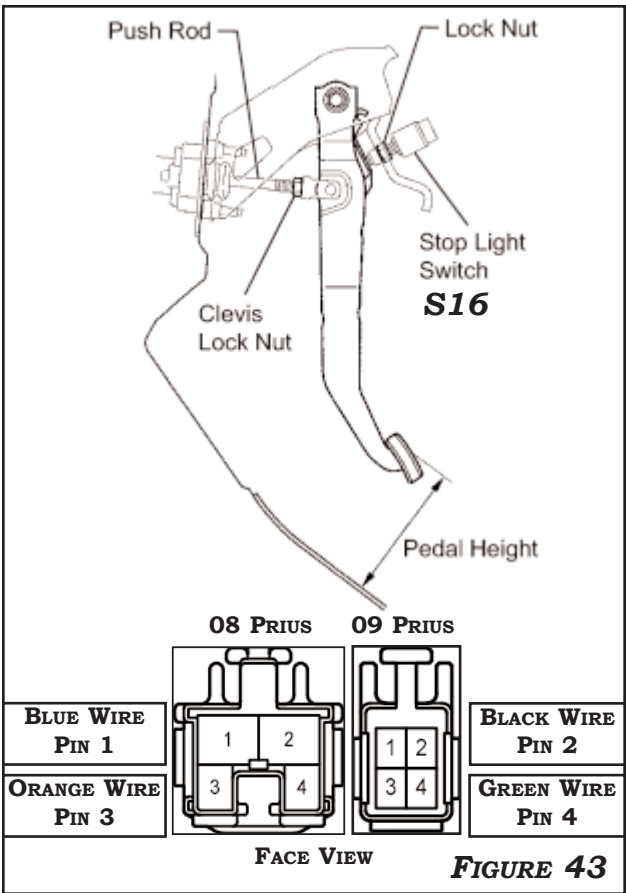 Push Rod
Lock Nut
Stop Light
Switch
S16
Clevis
Lock Nut
Pedal Height
08 PRIUS
09 PRIUS
BLUE WIRE
PIN 1
BLACK WIRE
PIN 2
1 2
3 4
1 2
3 4
ORANGE WIRE
PIN 3
GREEN WIRE
PIN 4
FACE VIEW
FIGURE 43